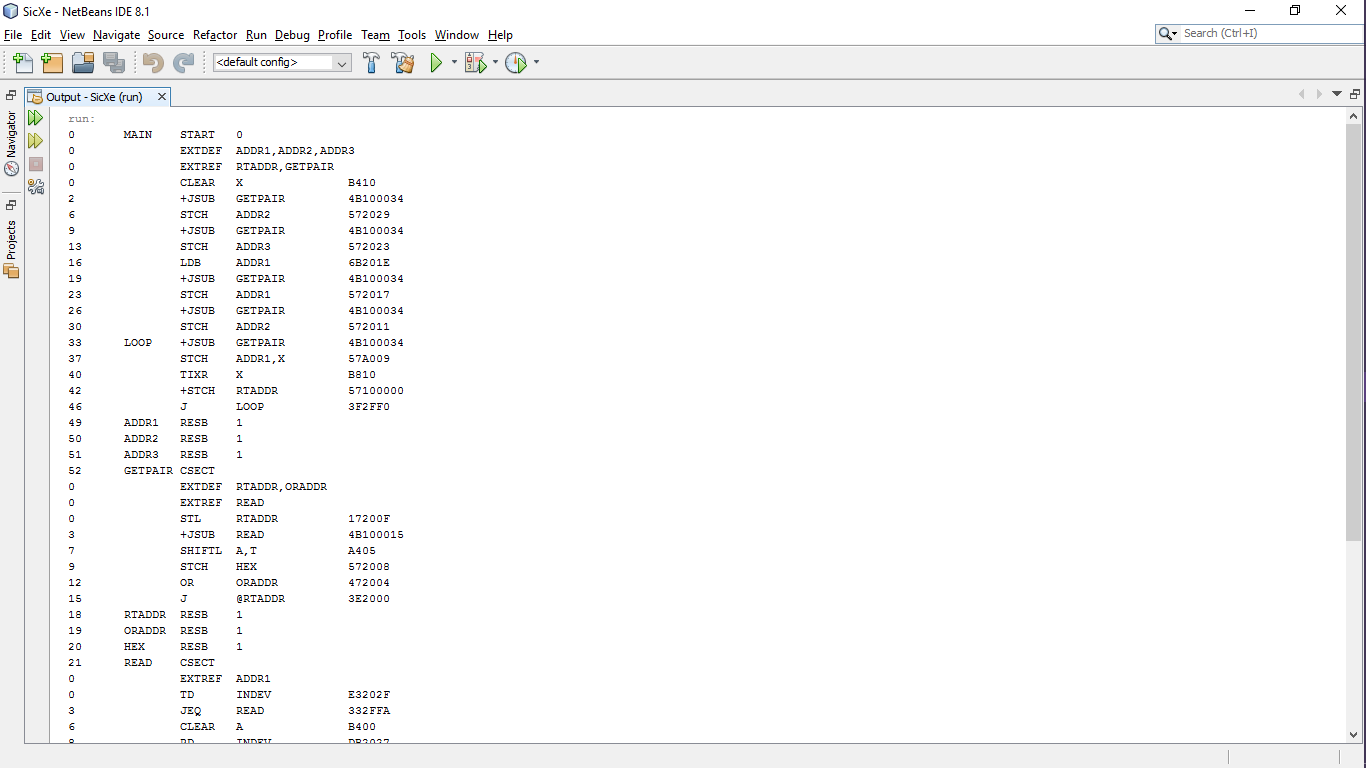 SicXe - NetBeans IDE 8.1
File Edit View Navigate Source Refactor Run Debug Profile Team Tools Window Help
Search (Ctrl+I)
<default config>
Output - SicXe (run)
Navigator
Projects
run:
0 MAIN START 0
0 EXTDEF ADDR1,ADDR2,ADDR3
0 EXTREF RTADDR,GETPAIR
0 CLEAR X B410
2 +JSUB GETPAIR 4B100034
6 STCH ADDR2 572029
9 +JSUB GETPAIR 4B100034
13 STCH ADDR3 572023
16 LDB ADDR1 6B201E
19 +JSUB GETPAIR 4B100034
23 STCH ADDR1 572017
26 +JSUB GETPAIR 4B100034
30 STCH ADDR2 572011
33 LOOP +JSUB GETPAIR 4B100034
37 STCH ADDR1,X 57A009
40 TIXR X B810
42 +STCH RTADDR 57100000
46 J LOOP 3F2FF0
49 ADDR1 RESB 1
50 ADDR2 RESB 1
51 ADDR3 RESB 1
52 GETPAIR CSECT
0 EXTDEF RTADDR,ORADDR
0 EXTREF READ
0 STL RTADDR 17200F
3 +JSUB READ 4B100015
7 SHIFTL A,T A405
9 STCH HEX 572008
12 OR ORADDR 472004
15 J @RTADDR 3E2000
18 RTADDR RESB 1
19 ORADDR RESB 1
20 HEX RESB 1
21 READ CSECT
0 EXTREF ADDR1
0 TD INDEV E3202F
3 JEQ READ 332FFA
6 CLEAR A B400
8 RD INDEV DB2027